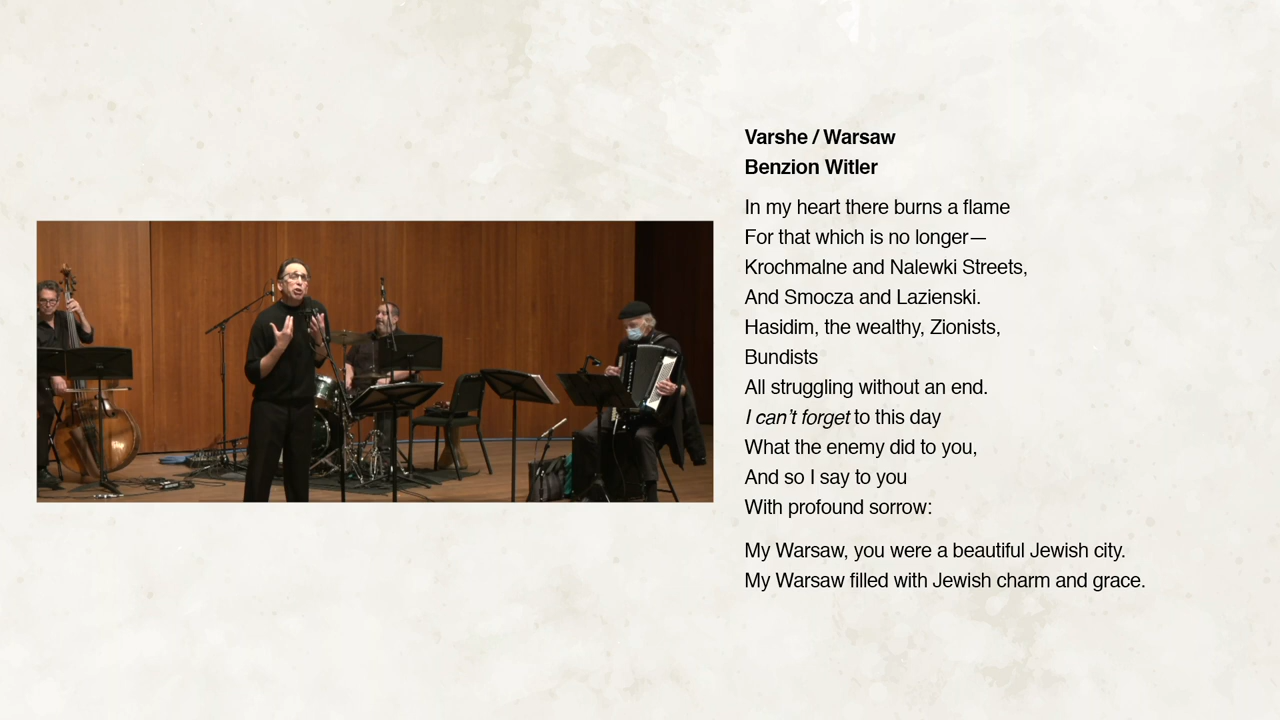 Varshe / Warsaw
Benzion Witler
In my heart there burns a flame
For that which is no longer—
Krochmalne and Nalewki Streets,
And Smocza and Lazienski.
Hasidim, the wealthy, Zionists,
Bundists
All struggling without an end.
I can’t forget to this day
What the enemy did to you,
And so I say to you
With profound sorrow:
My Warsaw, you were a beautiful Jewish city.
My Warsaw filled with Jewish charm and grace.